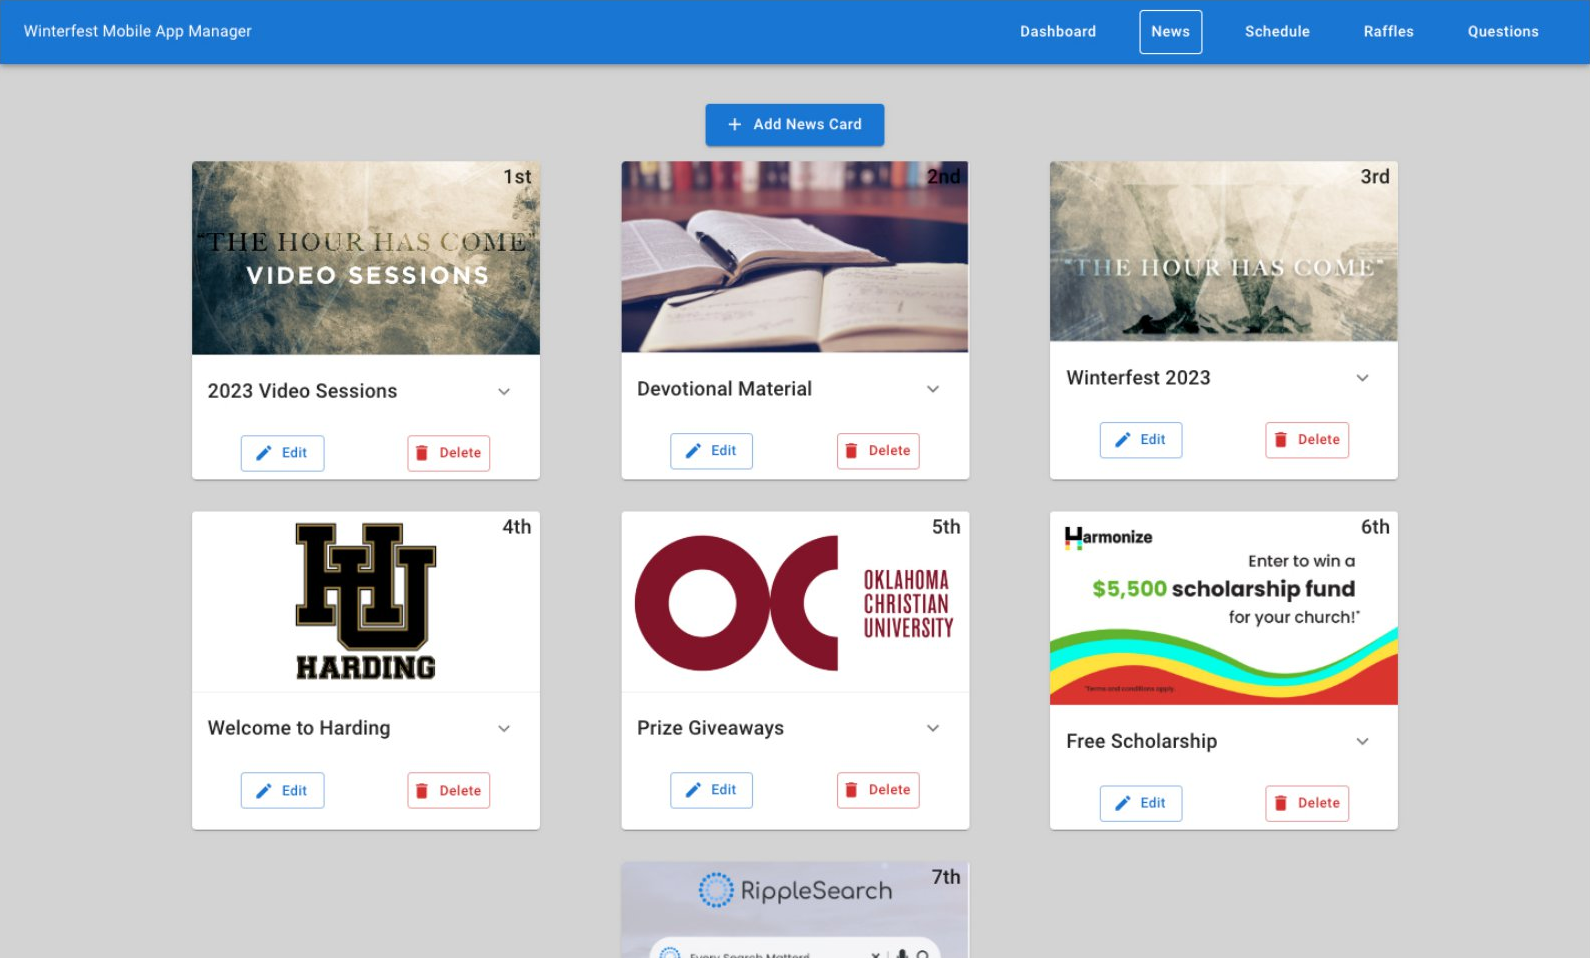 Winterfest Mobile App Manager
Dashboard
News
Schedule
Raffles
Questions
+ Add News Card
1st
"THE HOUR HAS COME"
VIDEO SESSIONS
2023 Video Sessions
Edit
Delete
2nd
Devotional Material
Edit
Delete
3rd
"THE HOUR HAS COME"
Winterfest 2023
Edit
Delete
4th
HU
HARDING
Welcome to Harding
Edit
Delete
5th
OC
OKLAHOMA
CHRISTIAN
UNIVERSITY
Prize Giveaways
Edit
Delete
6th
Harmonize
Enter to win a
$5,500 scholarship fund
for your church!*
*Terms and conditions apply.
Free Scholarship
Edit
Delete
7th
RippleSearch
Every Search Matters!